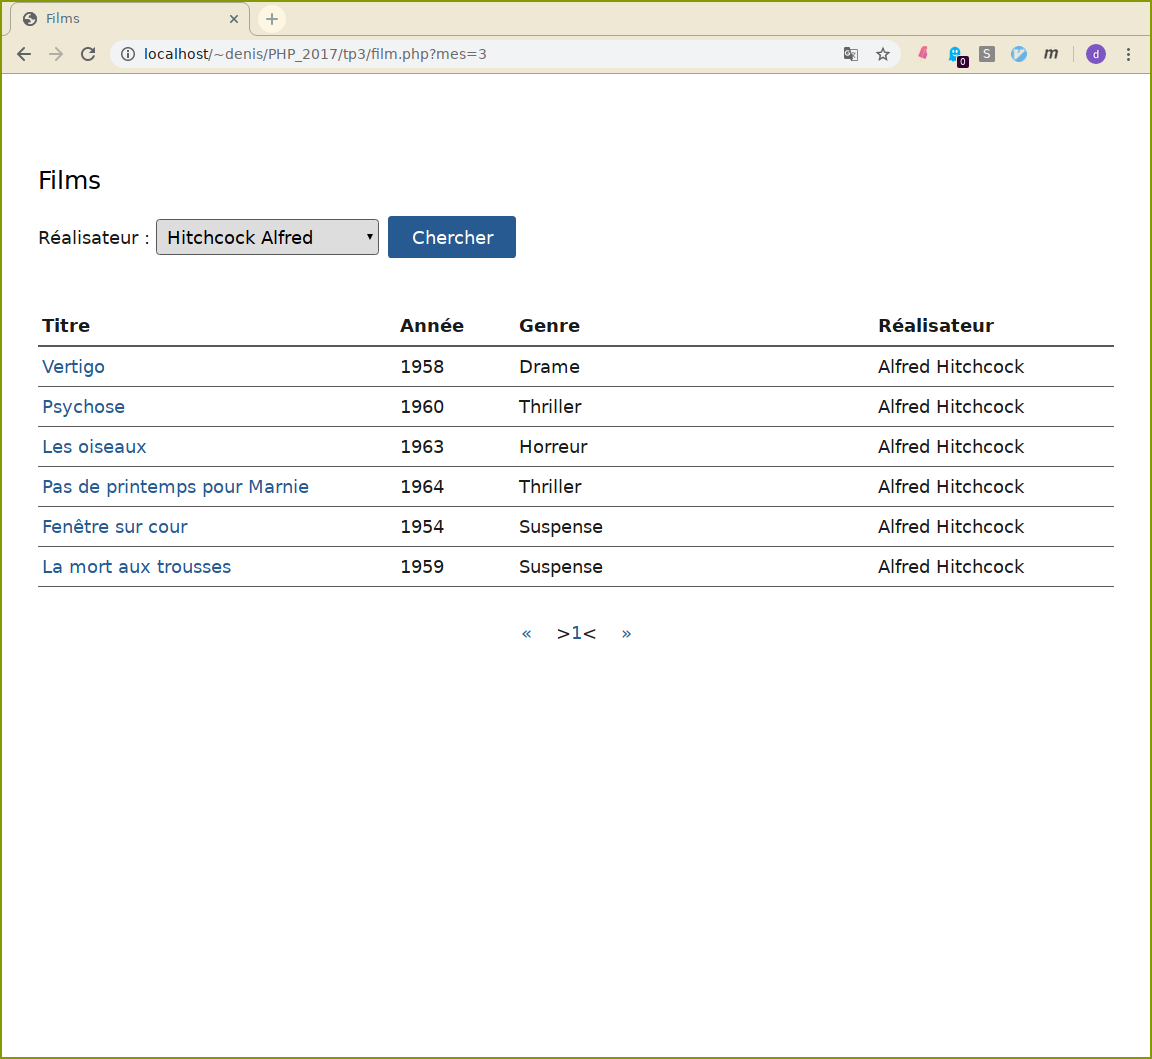 Films
localhost/~denis/PHP_2017/tp3/film.php?mes=3
0 S m d
Films
Réalisateur : Hitchcock Alfred Chercher
Titre Année Genre Réalisateur
Vertigo 1958 Drame Alfred Hitchcock
Psychose 1960 Thriller Alfred Hitchcock
Les oiseaux 1963 Horreur Alfred Hitchcock
Pas de printemps pour Marnie 1964 Thriller Alfred Hitchcock
Fenêtre sur cour 1954 Suspense Alfred Hitchcock
La mort aux trousses 1959 Suspense Alfred Hitchcock
« >1< »